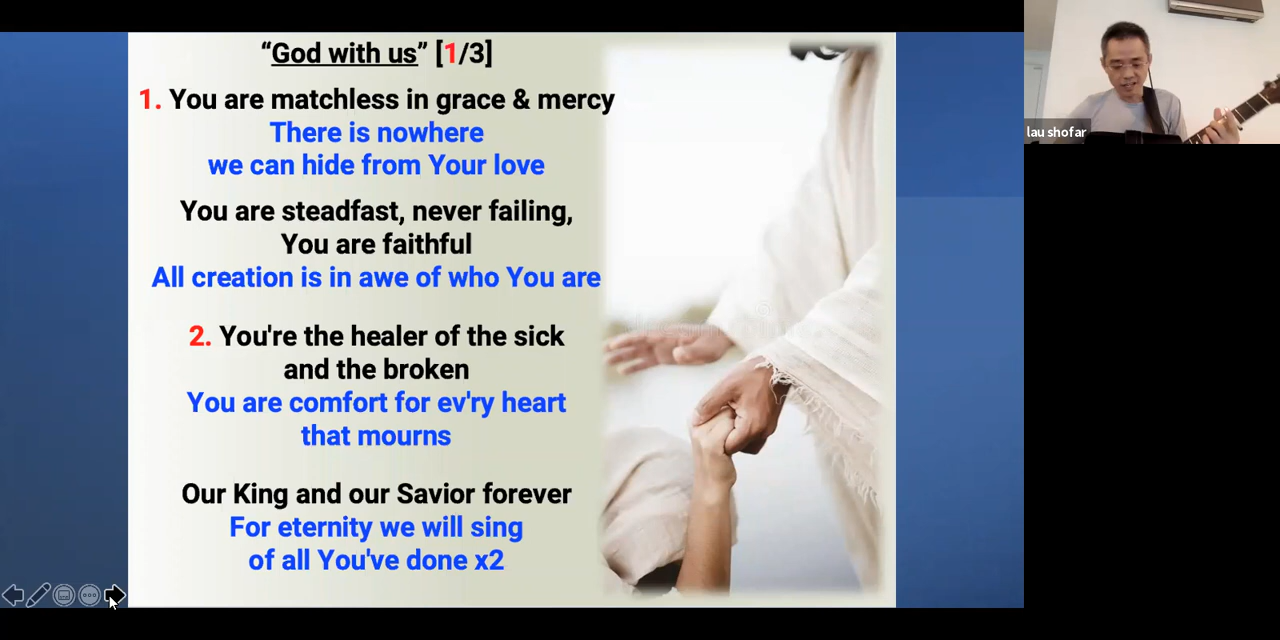 “God with us” [1/3]
1. You are matchless in grace & mercy
There is nowhere
we can hide from Your love
You are steadfast, never failing,
You are faithful
All creation is in awe of who You are
2. You're the healer of the sick
and the broken
You are comfort for ev'ry heart
that mourns
Our King and our Savior forever
For eternity we will sing
of all You've done x2
lau shofar